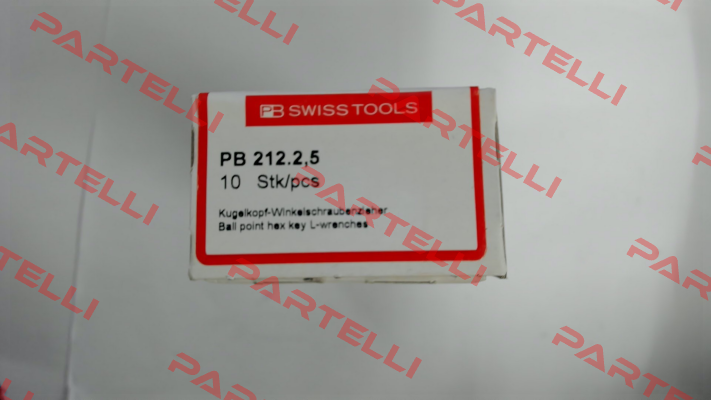 PB SWISS TOOLS
PB 212.2,5
10 Stk/pcs
Kugelkopf-Winkelschraubenzieher
Ball point hex key L-wrenches
PARTELLI
PARTELLI
PARTELLI
PARTELLI
PARTELLI
PARTELLI
PARTELLI
PARTELLI